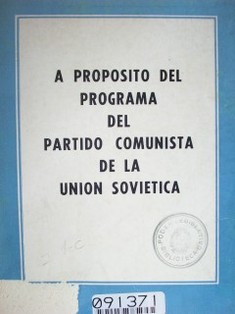 A PROPOSITO DEL
PROGRAMA
DEL
PARTIDO COMUNISTA
DE LA
UNION SOVIETICA
091371